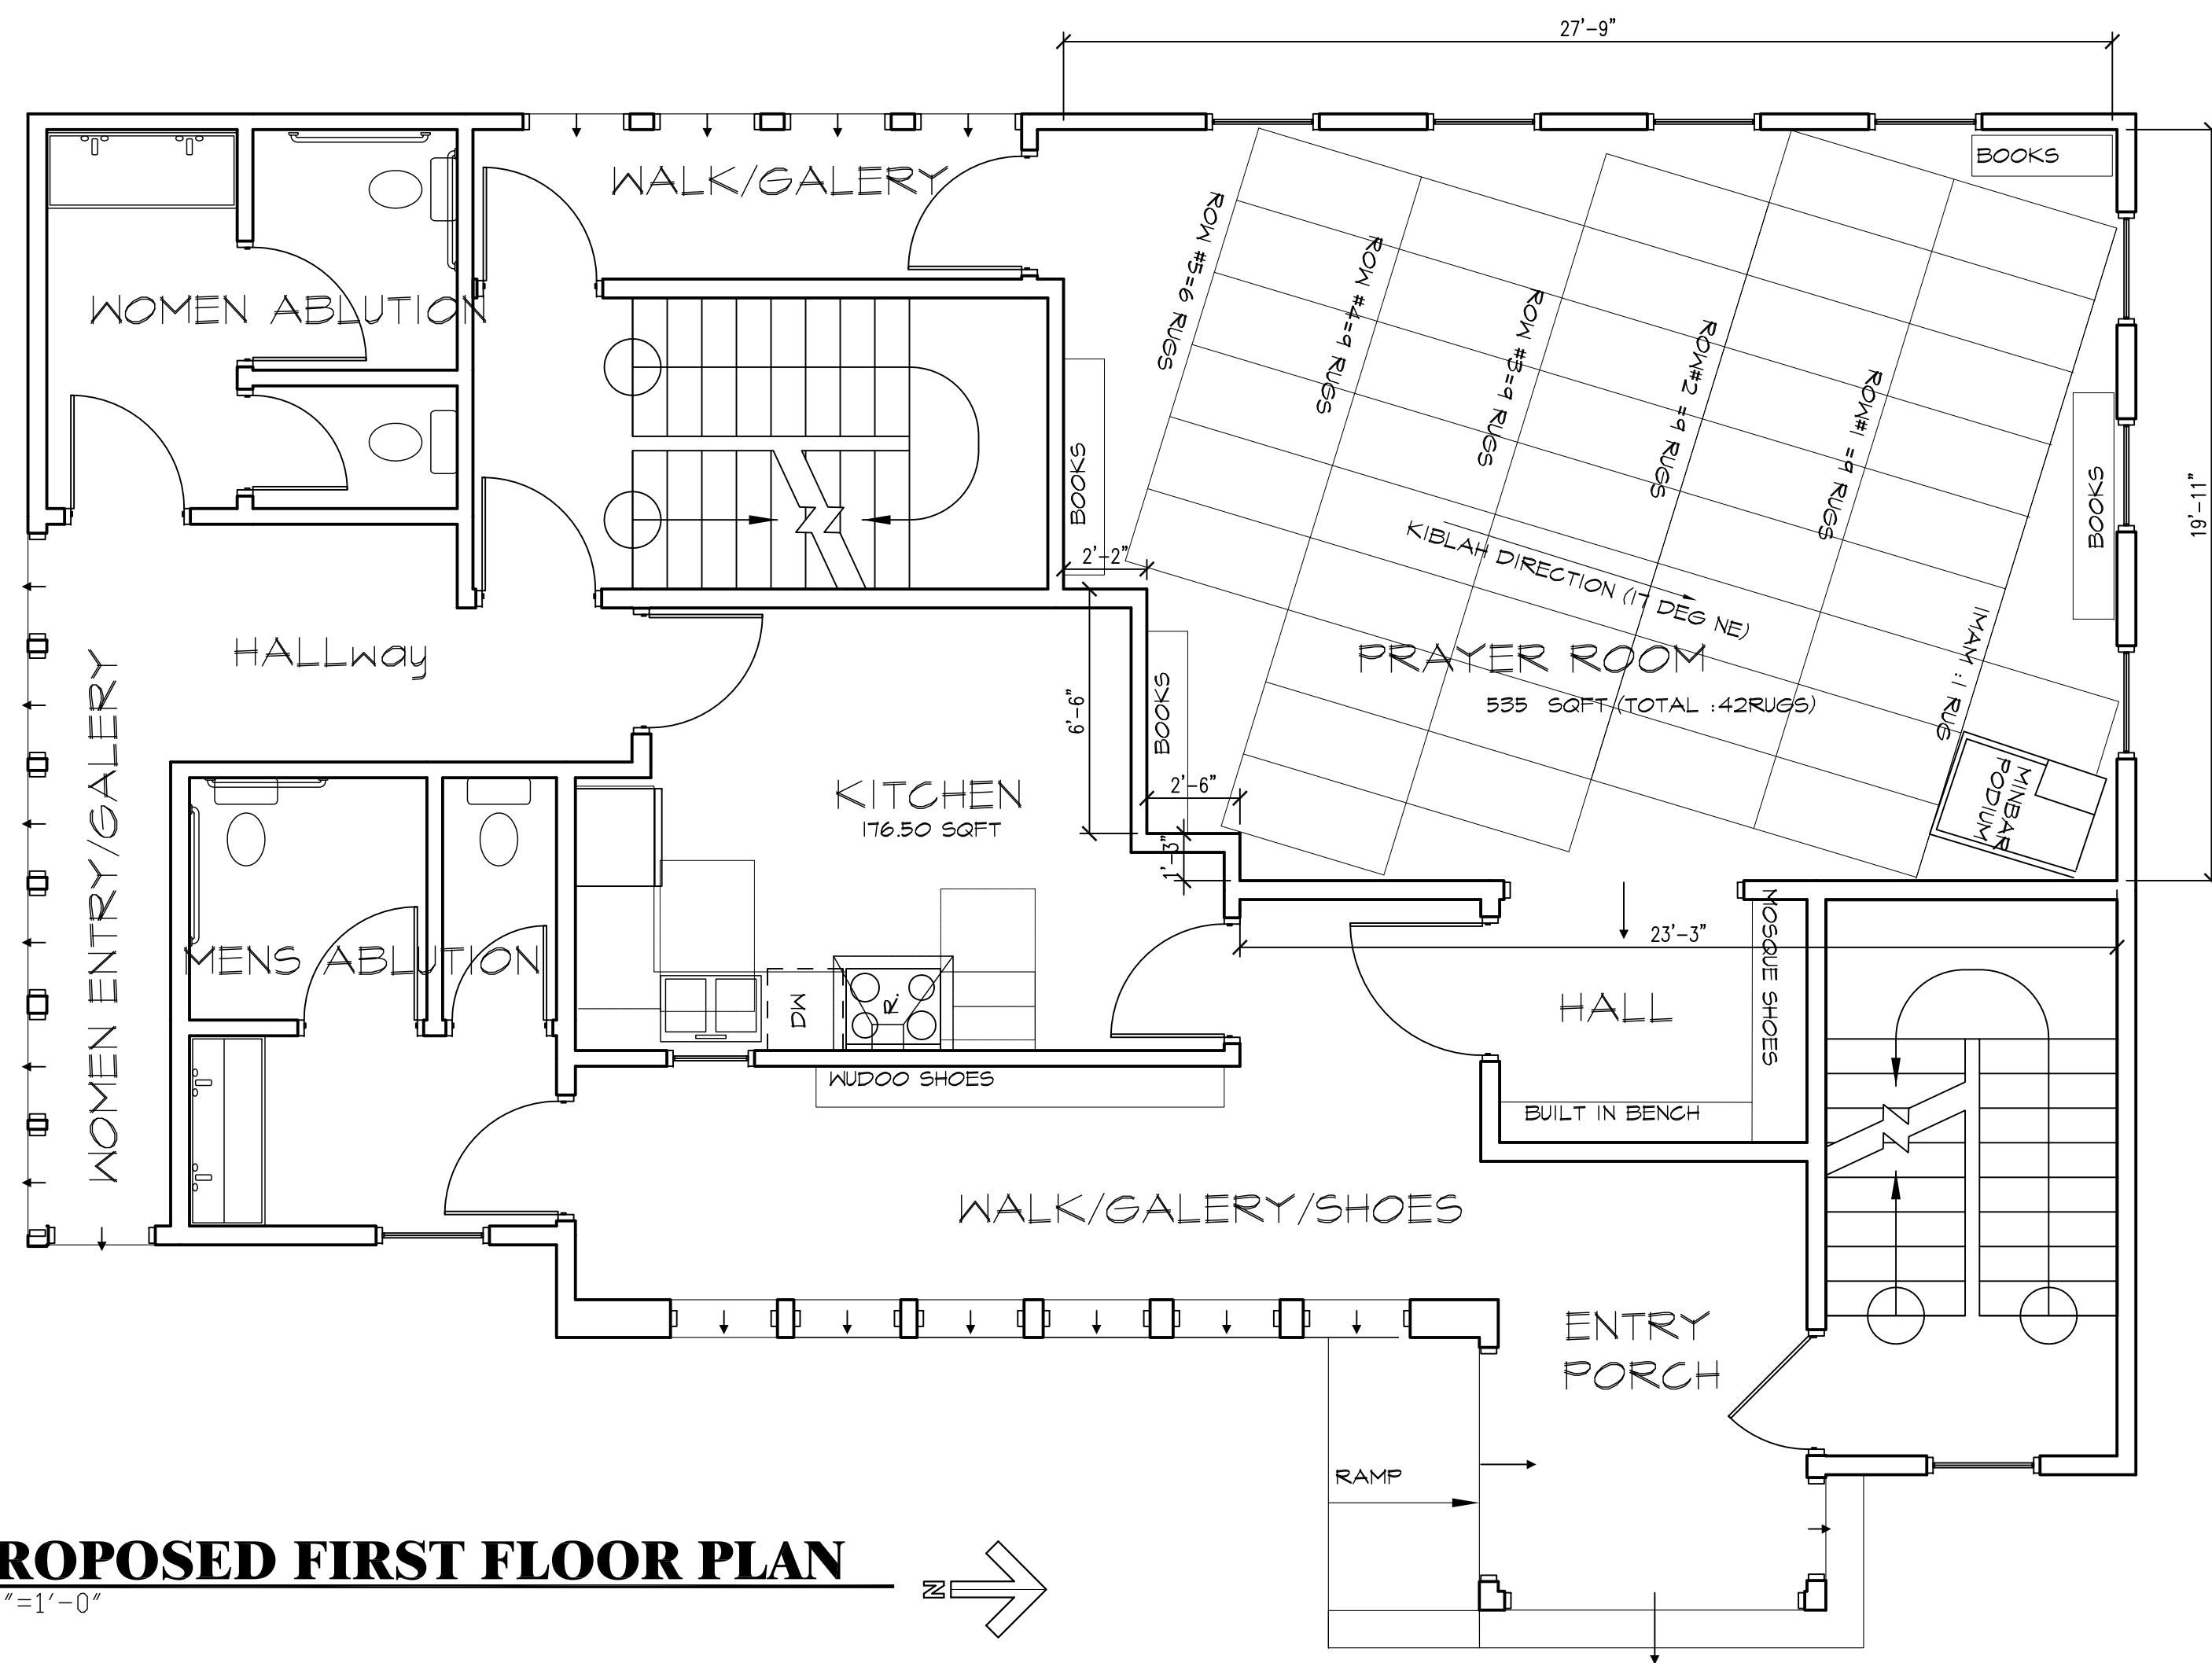 27'-9"
WALK/GALERY
BOOKS
WOMEN ABLUTION
ROW #5=6 RUGS
ROW #4=9 RUGS
ROW #3=9 RUGS
ROW#2 =9 RUGS
ROW#1 =9 RUGS
BOOKS
BOOKS
19'-11"
2'-2"
KIBLAH DIRECTION (17 DEG NE)
HALLway
PRAYER ROOM
535 SQFT (TOTAL :42RUGS)
IMAM :1 RUG
6'-6"
BOOKS
2'-6"
1'-3"
MINBAR
PODIUM
KITCHEN
176.50 SQFT
WOMEN ENTRY/GALERY
MENS ABLUTION
23'-3"
MOSQUE SHOES
DW
R.
HALL
WUDOO SHOES
BUILT IN BENCH
WALK/GALERY/SHOES
ENTRY
PORCH
RAMP
ROPOSED FIRST FLOOR PLAN
"=1'-0"
N